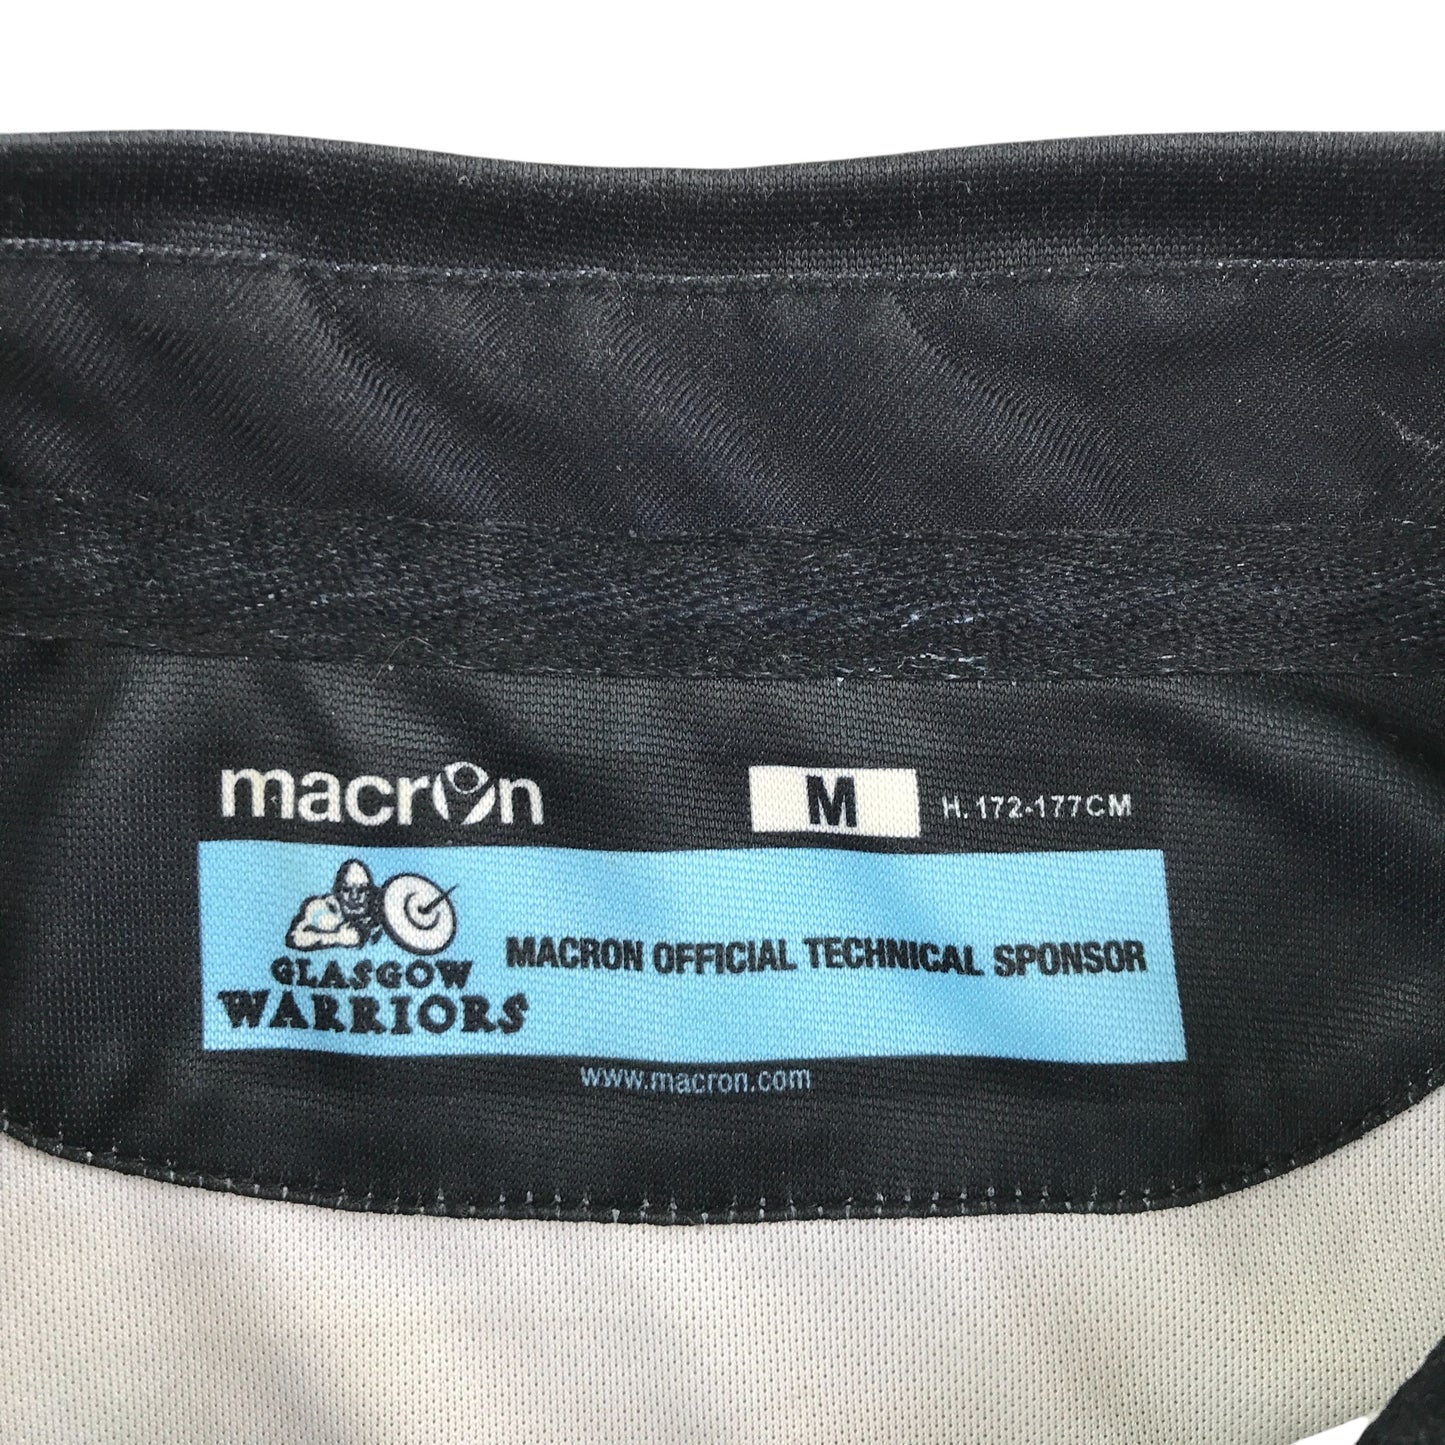 macron
M H. 172-177CM
GLASGOW
WARRIORS
MACRON OFFICIAL TECHNICAL SPONSOR
www.macron.com